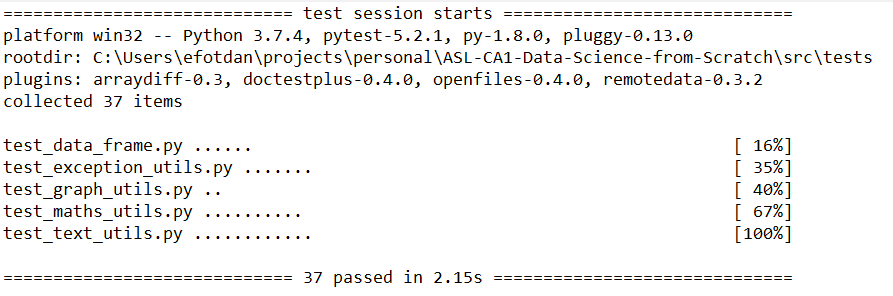 ============================= test session starts =============================
platform win32 -- Python 3.7.4, pytest-5.2.1, py-1.8.0, pluggy-0.13.0
rootdir: C:\Users\efotdan\projects\personal\ASL-CA1-Data-Science-from-Scratch\src\tests
plugins: arraydiff-0.3, doctestplus-0.4.0, openfiles-0.4.0, remotedata-0.3.2
collected 37 items

test_data_frame.py ......                                                [ 16%]
test_exception_utils.py .......                                          [ 35%]
test_graph_utils.py ..                                                   [ 40%]
test_maths_utils.py ..........                                           [ 67%]
test_text_utils.py ............                                          [100%]

============================= 37 passed in 2.15s ==============================